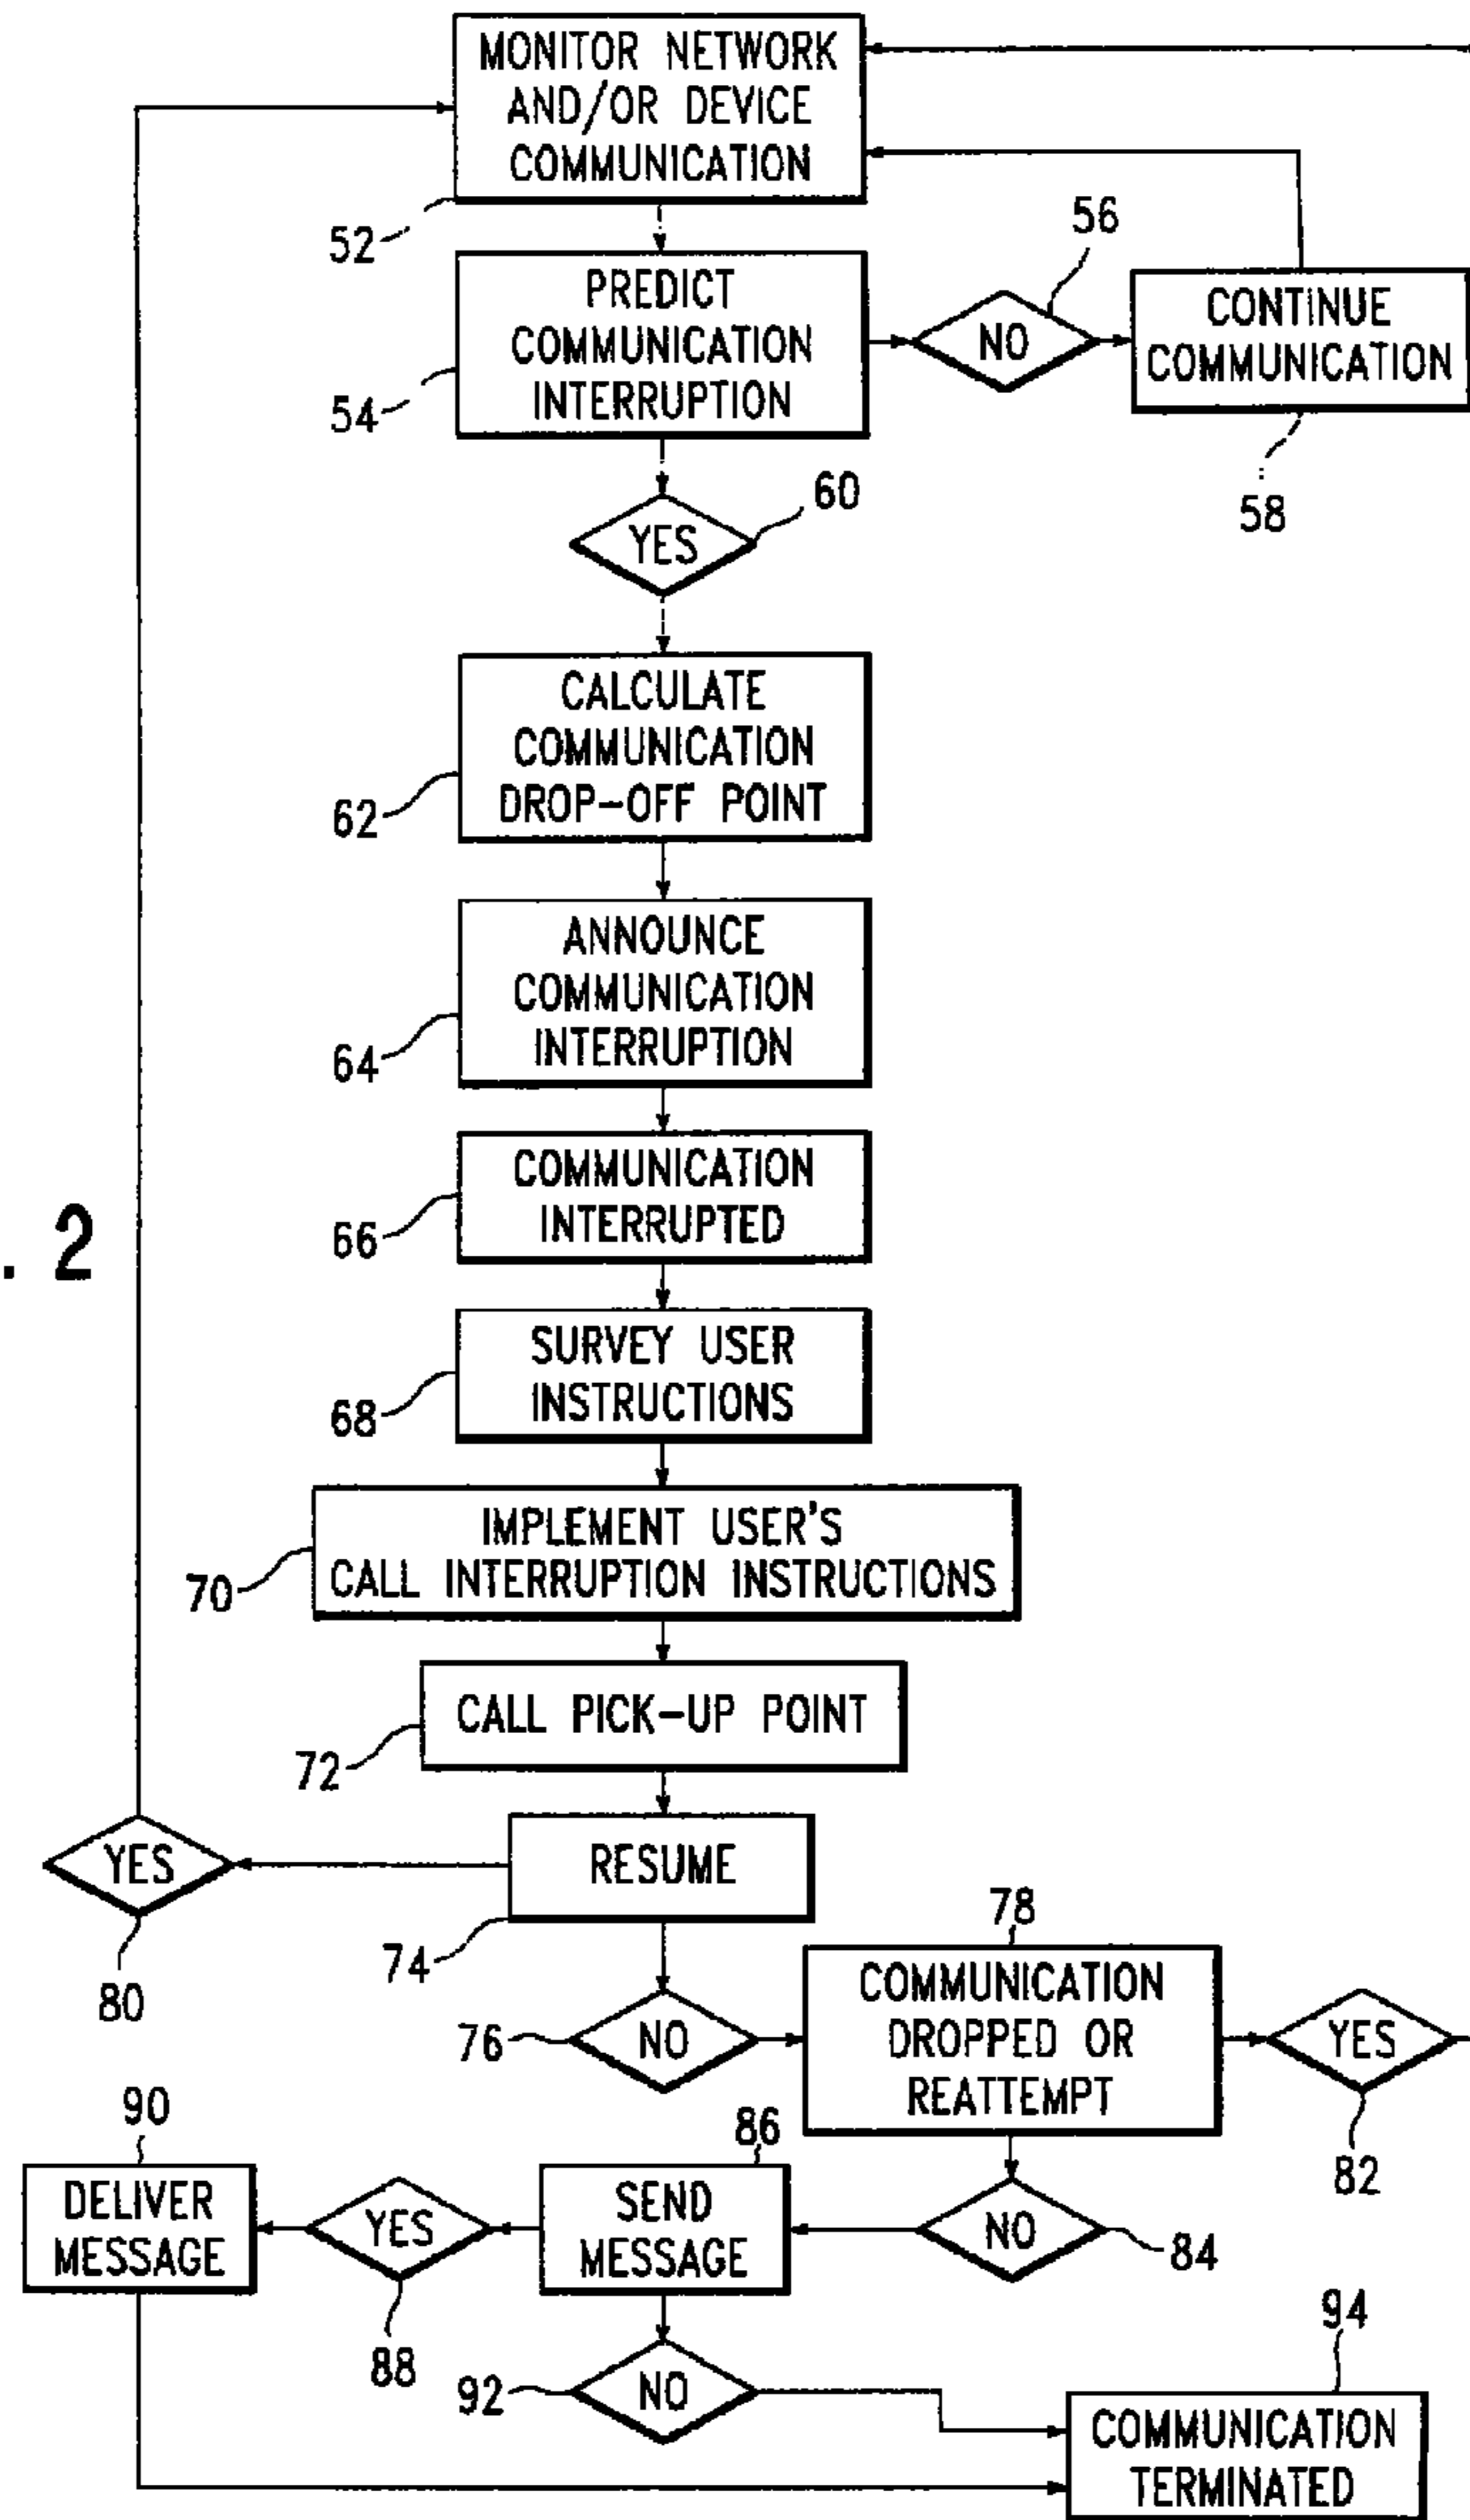 MONITOR NETWORK
AND/OR DEVICE
COMMUNICATION
52
56
PREDICT
COMMUNICATION
INTERRUPTION
54
NO
CONTINUE
COMMUNICATION
58
60
YES
CALCULATE
COMMUNICATION
DROP-OFF POINT
62
ANNOUNCE
COMMUNICATION
INTERRUPTION
64
COMMUNICATION
INTERRUPTED
66
. 2
SURVEY USER
INSTRUCTIONS
68
IMPLEMENT USER'S
CALL INTERRUPTION INSTRUCTIONS
70
CALL PICK-UP POINT
72
YES
80
RESUME
74
76
NO
78
COMMUNICATION
DROPPED OR
REATTEMPT
YES
82
90
DELIVER
MESSAGE
YES
88
86
SEND
MESSAGE
NO
84
92
NO
94
COMMUNICATION
TERMINATED